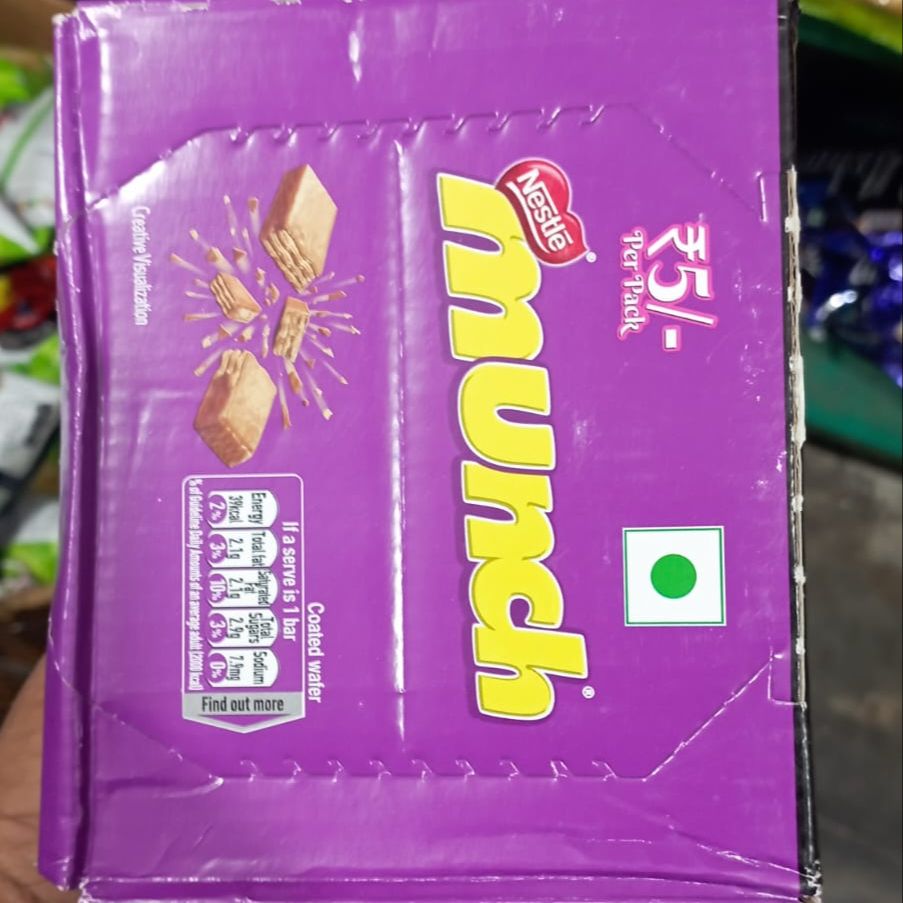 ₹5/-
Per Pack
Nestlé®
munch®
Coated wafer
If a serve is 1 bar
Energy Total fat Saturated Fat Total Sugars Sodium
39kcal 2.1g 2.1g 2.9g 7.9mg
2% 3% 10% 3% 0%
% of Guideline Daily Amounts of an average adult (2000 kcal)
Find out more
Creative Visualization